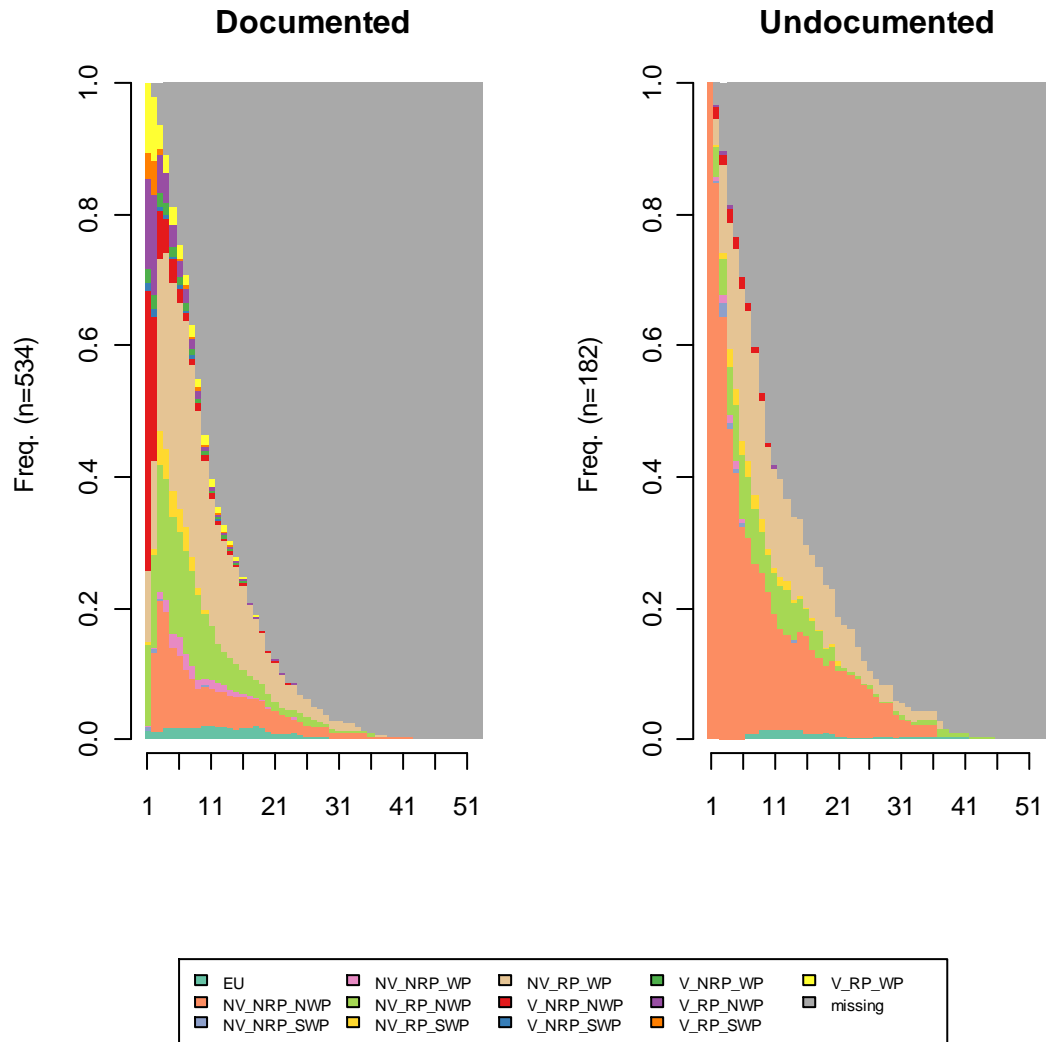 Documented
Undocumented
Freq. (n=534)
0.0 0.2 0.4 0.6 0.8 1.0
1 11 21 31 41 51
Freq. (n=182)
0.0 0.2 0.4 0.6 0.8 1.0
1 11 21 31 41 51
EU NV_NRP_WP NV_RP_WP V_NRP_WP V_RP_WP
NV_NRP_NWP NV_RP_NWP V_NRP_NWP V_RP_NWP missing
NV_NRP_SWP NV_RP_SWP V_NRP_SWP V_RP_SWP